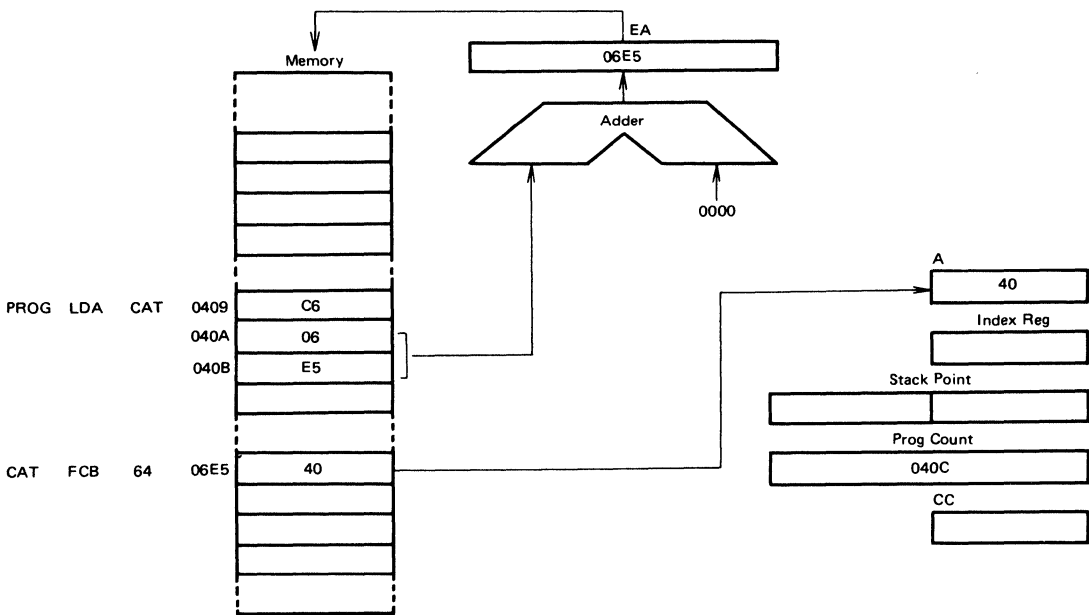 EA
06E5
Memory
Adder
0000
A
PROG LDA CAT 0409 C6
40
Index Reg
040A 06
040B E5
Stack Point
Prog Count
CAT FCB 64 06E5 40
040C
CC